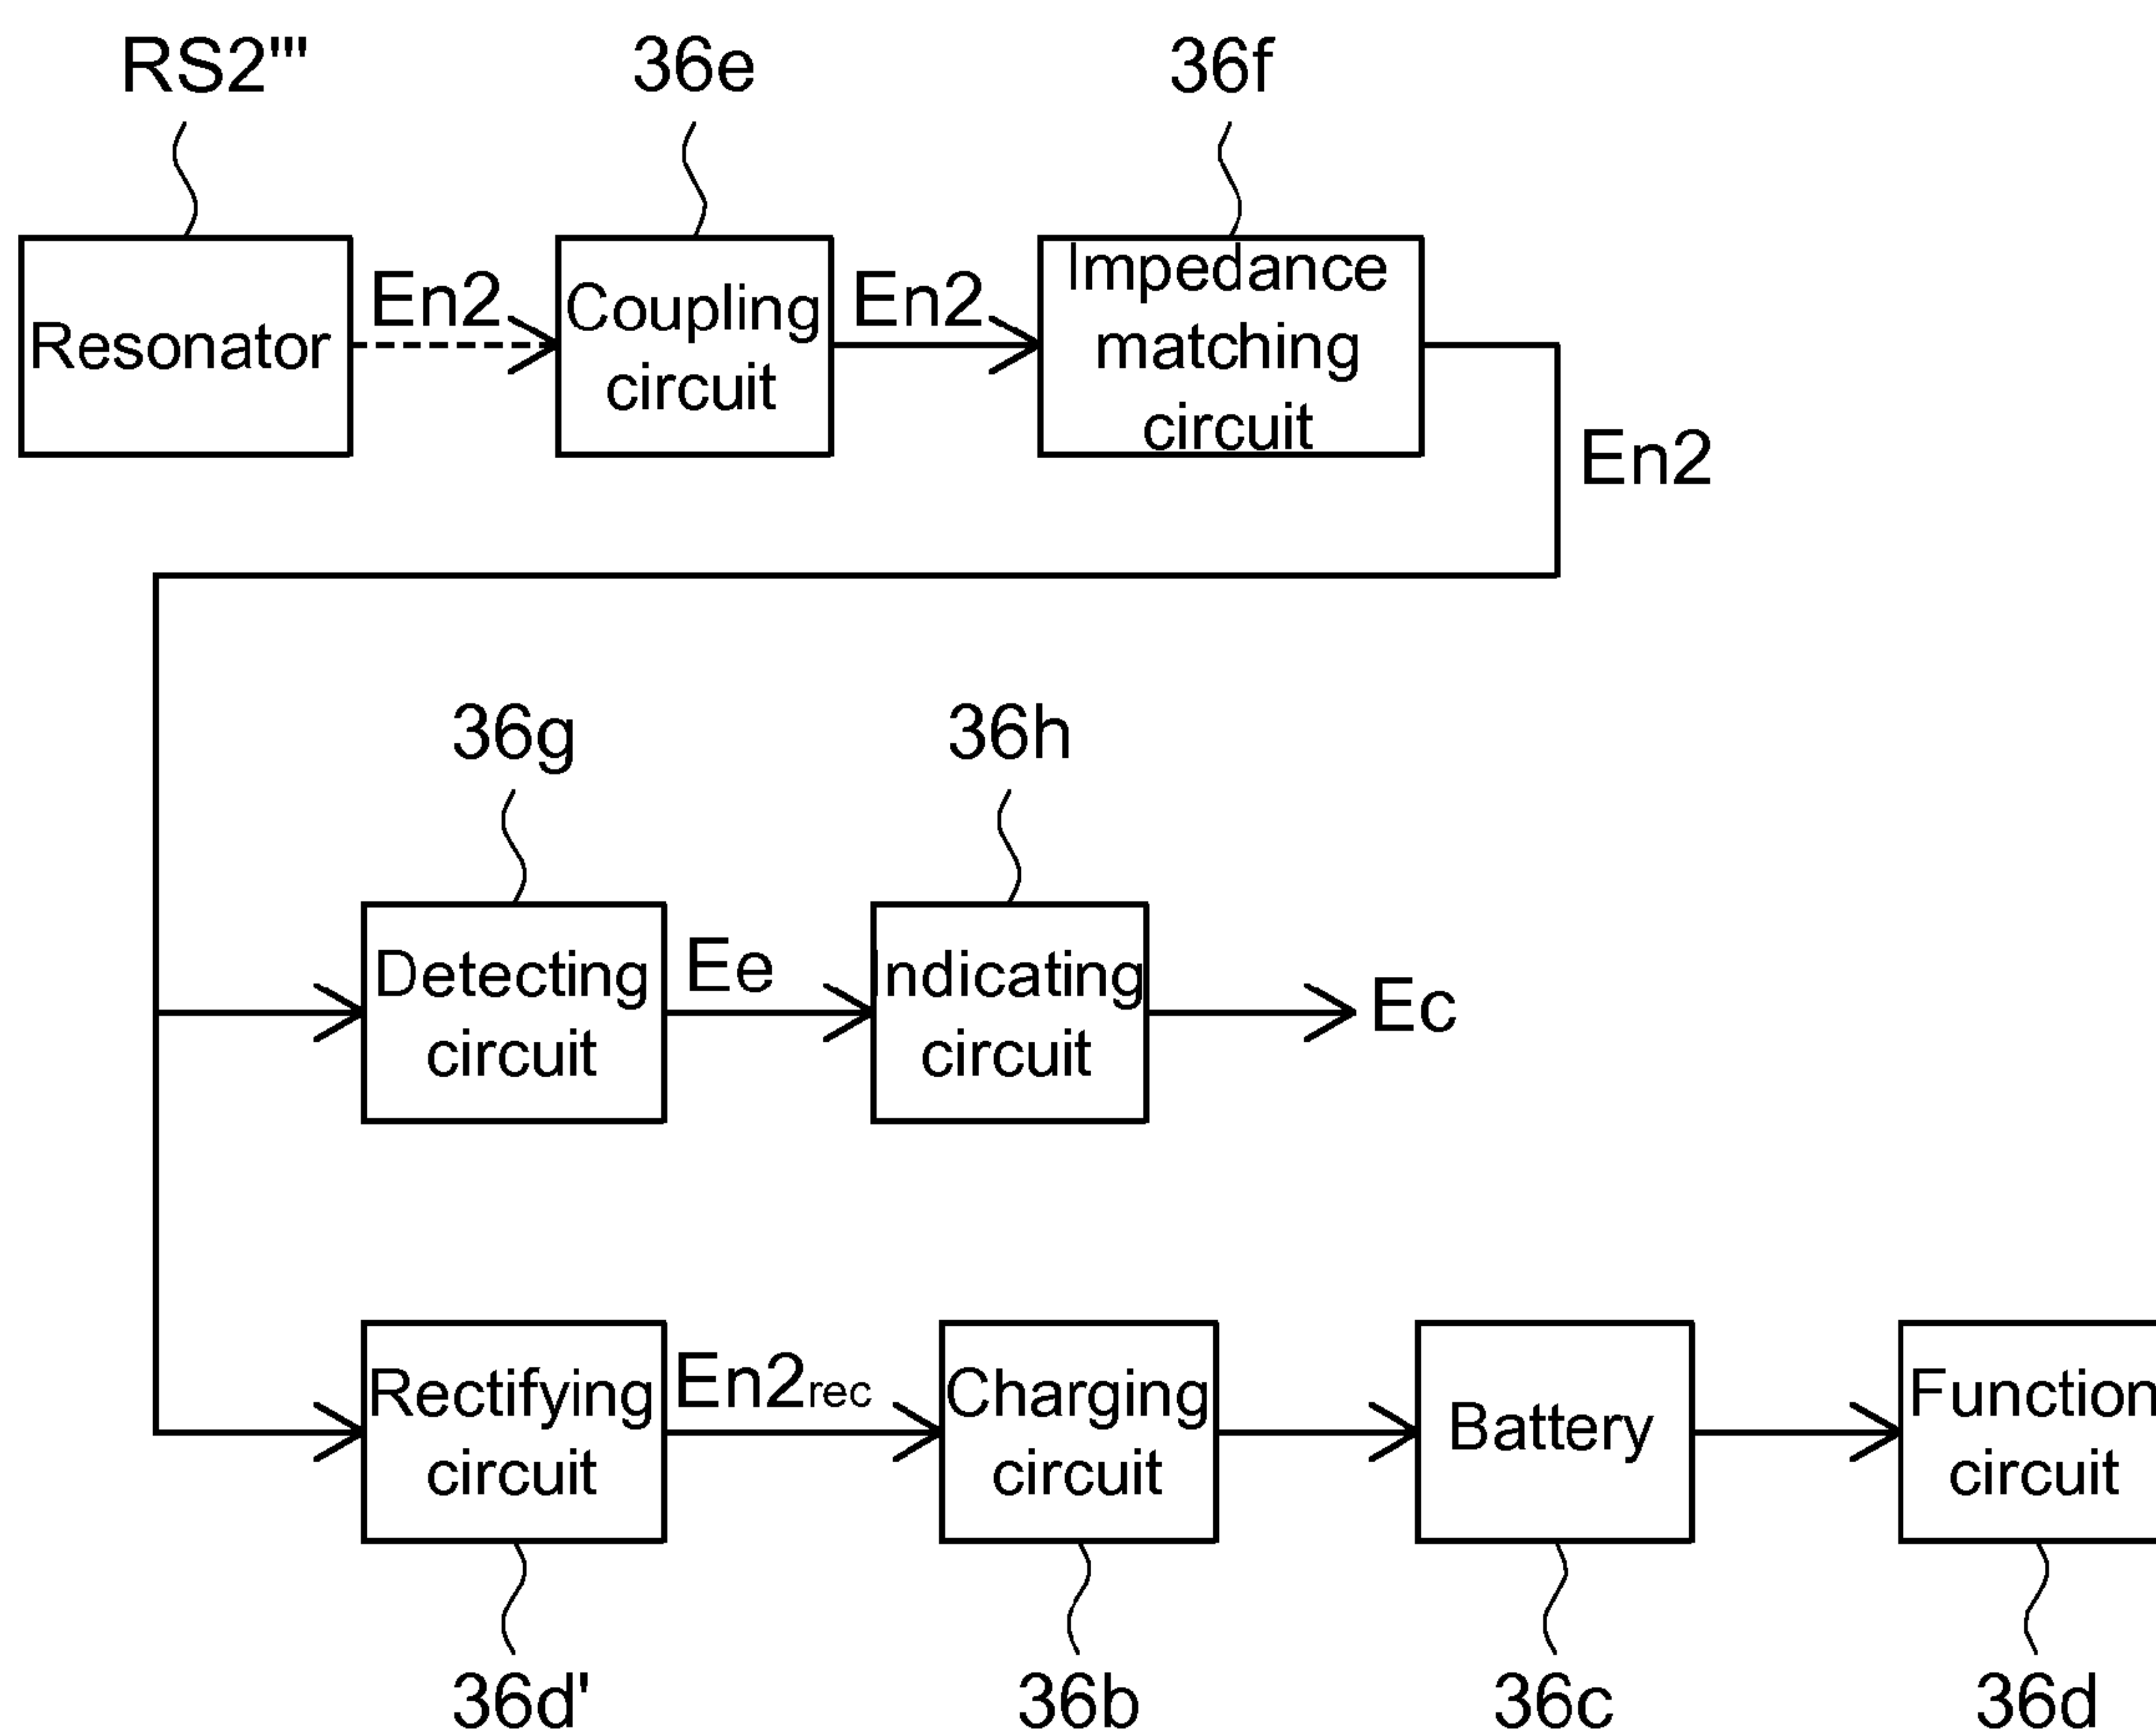 RS2'''
36e
36f
Resonator
En2
Coupling
circuit
En2
Impedance
matching
circuit
En2
36g
36h
Detecting
circuit
Ee
Indicating
circuit
Ec
Rectifying
circuit
En2rec
Charging
circuit
Battery
Function
circuit
36d'
36b
36c
36d